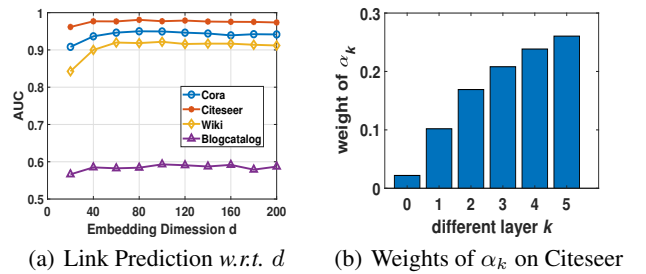 1
0.9
0.8
0.7
0.6
0.5
AUC
Cora
Citeseer
Wiki
Blogcatalog
0 40 80 120 160 200
Embedding Dimession d
(a) Link Prediction w.r.t. d
0.3
0.2
0.1
0
weight of αk
0 1 2 3 4 5
different layer k
(b) Weights of αk on Citeseer